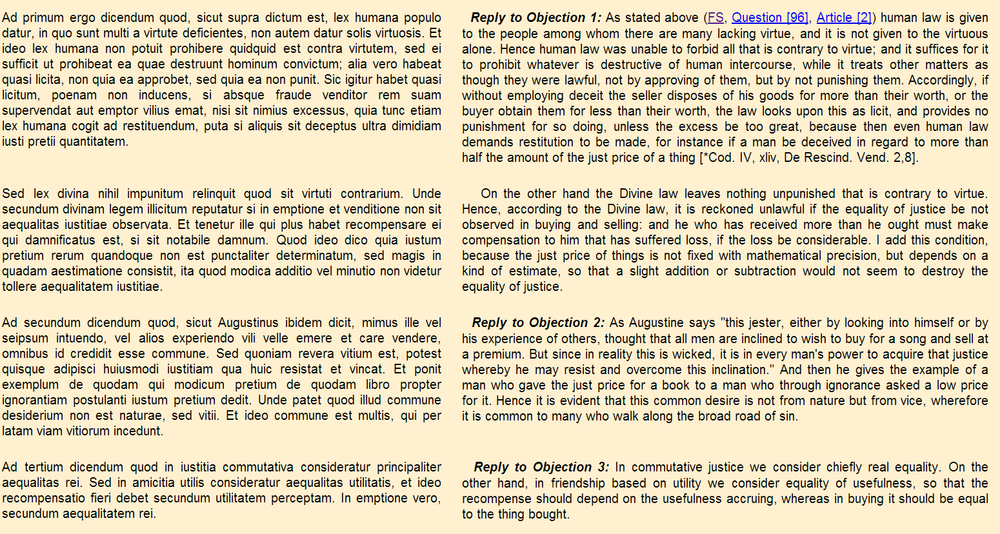 Ad primum ergo dicendum quod, sicut supra dictum est, lex humana populo
datur, in quo sunt multi a virtute deficientes, non autem datur solis virtuosis. Et
ideo lex humana non potuit prohibere quidquid est contra virtutem, sed ei
sufficit ut prohibeat ea quae destruunt hominum convictum; alia vero habeat
quasi licita, non quia ea approbet, sed quia ea non punit. Sic igitur habet quasi
licitum, poenam non inducens, si absque fraude venditor rem suam
supervendat aut emptor vilius emat, nisi sit nimius excessus, quia tunc etiam
lex humana cogit ad restituendum, puta si aliquis sit deceptus ultra dimidiam
iusti pretii quantitatem.
Reply to Objection 1: As stated above (FS, Question [96], Article [2]) human law is given
to the people among whom there are many lacking virtue, and it is not given to the virtuous
alone. Hence human law was unable to forbid all that is contrary to virtue; and it suffices for it
to prohibit whatever is destructive of human intercourse, while it treats other matters as
though they were lawful, not by approving of them, but by not punishing them. Accordingly, if
without employing deceit the seller disposes of his goods for more than their worth, or the
buyer obtain them for less than their worth, the law looks upon this as licit, and provides no
punishment for so doing, unless the excess be too great, because then even human law
demands restitution to be made, for instance if a man be deceived in regard to more than
half the amount of the just price of a thing [*Cod. IV, xliv, De Rescind. Vend. 2,8].
Sed lex divina nihil impunitum relinquit quod sit virtuti contrarium. Unde
secundum divinam legem illicitum reputatur si in emptione et venditione non sit
aequalitas iustitiae observata. Et tenetur ille qui plus habet recompensare ei
qui damnificatus est, si sit notabile damnum. Quod ideo dico quia iustum
pretium rerum quandoque non est punctaliter determinatum, sed magis in
quadam aestimatione consistit, ita quod modica additio vel minutio non videtur
tollere aequalitatem iustitiae.
On the other hand the Divine law leaves nothing unpunished that is contrary to virtue.
Hence, according to the Divine law, it is reckoned unlawful if the equality of justice be not
observed in buying and selling: and he who has received more than he ought must make
compensation to him that has suffered loss, if the loss be considerable. I add this condition,
because the just price of things is not fixed with mathematical precision, but depends on a
kind of estimate, so that a slight addition or subtraction would not seem to destroy the
equality of justice.
Ad secundum dicendum quod, sicut Augustinus ibidem dicit, mimus ille vel
seipsum intuendo, vel alios experiendo vili velle emere et care vendere,
omnibus id credidit esse commune. Sed quoniam revera vitium est, potest
quisque adipisci huiusmodi iustitiam qua huic resistat et vincat. Et ponit
exemplum de quodam qui modicum pretium de quodam libro propter
ignorantiam postulanti iustum pretium dedit. Unde patet quod illud commune
desiderium non est naturae, sed vitii. Et ideo commune est multis, qui per
latam viam vitiorum incedunt.
Reply to Objection 2: As Augustine says "this jester, either by looking into himself or by
his experience of others, thought that all men are inclined to wish to buy for a song and sell at
a premium. But since in reality this is wicked, it is in every man's power to acquire that justice
whereby he may resist and overcome this inclination." And then he gives the example of a
man who gave the just price for a book to a man who through ignorance asked a low price
for it. Hence it is evident that this common desire is not from nature but from vice, wherefore
it is common to many who walk along the broad road of sin.
Ad tertium dicendum quod in iustitia commutativa consideratur principaliter
aequalitas rei. Sed in amicitia utilis consideratur aequalitas utilitatis, et ideo
recompensatio fieri debet secundum utilitatem perceptam. In emptione vero,
secundum aequalitatem rei.
Reply to Objection 3: In commutative justice we consider chiefly real equality. On the
other hand, in friendship based on utility we consider equality of usefulness, so that the
recompense should depend on the usefulness accruing, whereas in buying it should be equal
to the thing bought.